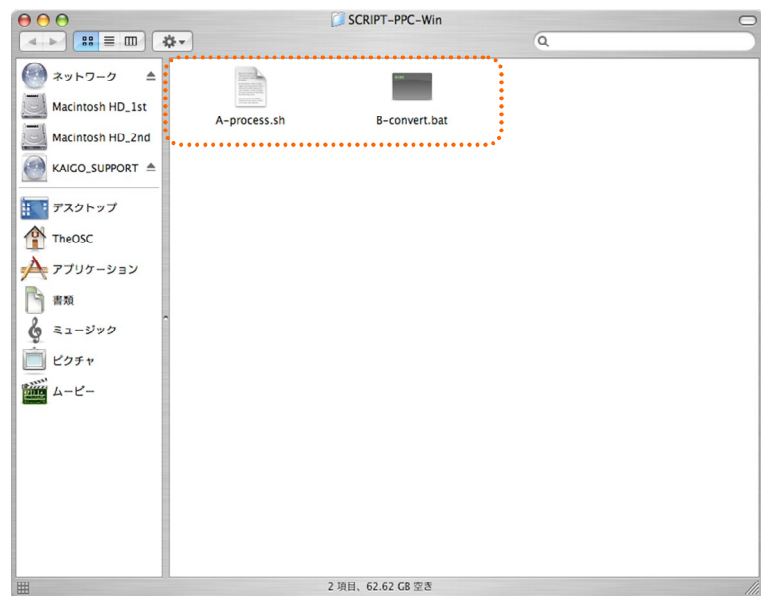 SCRIPT-PPC-Win
ネットワーク
Macintosh HD_1st
Macintosh HD_2nd
KAIGO_SUPPORT
デスクトップ
TheOSC
アプリケーション
書類
ミュージック
ピクチャ
ムービー
A-process.sh
B-convert.bat
2 項目、62.62 GB 空き